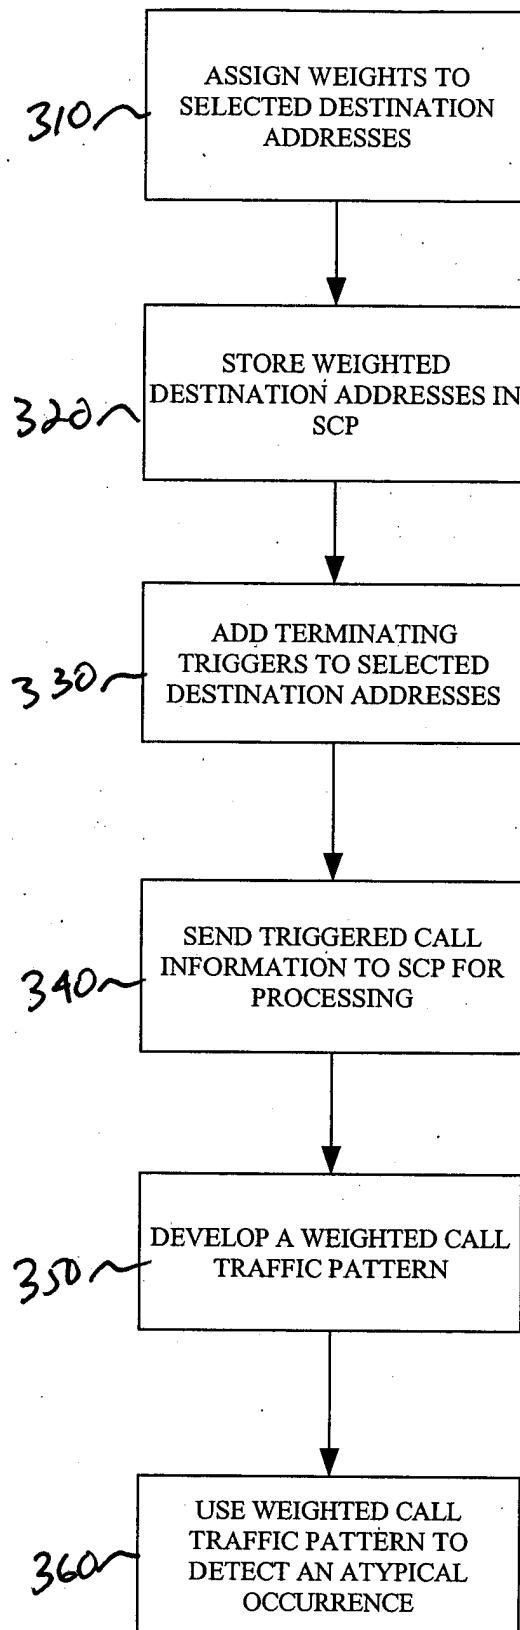 310
ASSIGN WEIGHTS TO
SELECTED DESTINATION
ADDRESSES
320
STORE WEIGHTED
DESTINATION ADDRESSES IN
SCP
330
ADD TERMINATING
TRIGGERS TO SELECTED
DESTINATION ADDRESSES
340
SEND TRIGGERED CALL
INFORMATION TO SCP FOR
PROCESSING
350
DEVELOP A WEIGHTED CALL
TRAFFIC PATTERN
360
USE WEIGHTED CALL
TRAFFIC PATTERN TO
DETECT AN ATYPICAL
OCCURRENCE